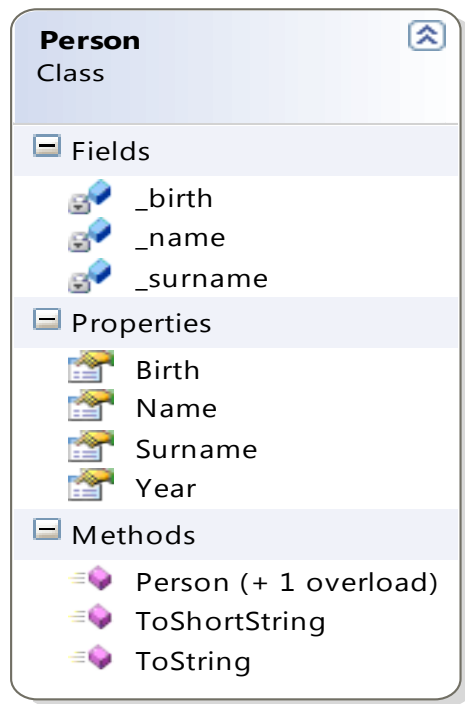 Person
Class
Fields
_birth
_name
_surname
Properties
Birth
Name
Surname
Year
Methods
Person (+ 1 overload)
ToShortString
ToString